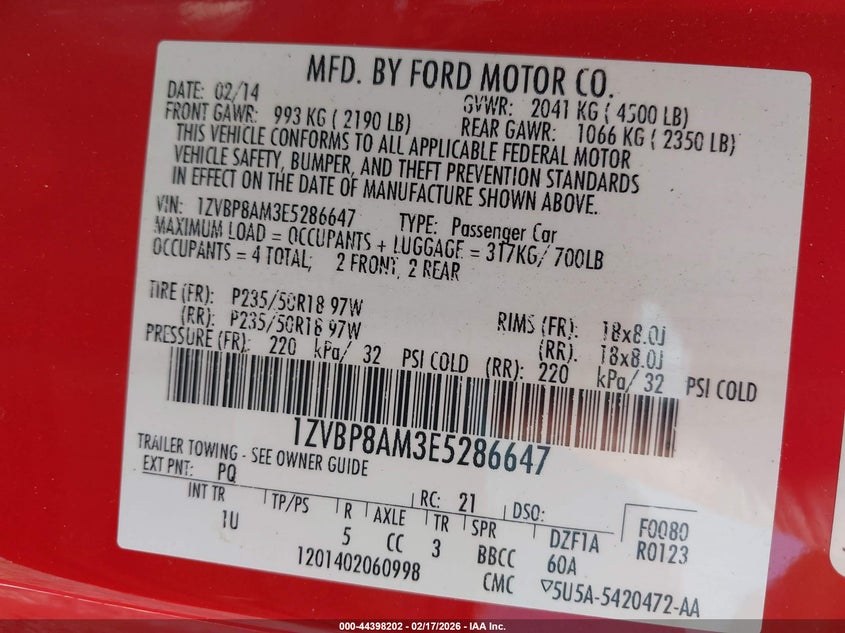 MFD. BY FORD MOTOR CO.
DATE: 02/14 GVWR: 2041 KG ( 4500 LB)
FRONT GAWR: 993 KG ( 2190 LB) REAR GAWR: 1066 KG ( 2350 LB)
THIS VEHICLE CONFORMS TO ALL APPLICABLE FEDERAL MOTOR
VEHICLE SAFETY, BUMPER, AND THEFT PREVENTION STANDARDS
IN EFFECT ON THE DATE OF MANUFACTURE SHOWN ABOVE.
VIN: 1ZVBP8AM3E5286647 TYPE: Passenger Car
MAXIMUM LOAD = OCCUPANTS + LUGGAGE = 317KG/ 700LB
OCCUPANTS = 4 TOTAL; 2 FRONT, 2 REAR
TIRE (FR): P235/50R18 97W RIMS (FR): 18x8.0J
(RR): P235/50R18 97W (RR): 18x8.0J
PRESSURE (FR): 220 kPa/ 32 PSI COLD (RR): 220 kPa/ 32 PSI COLD
1ZVBP8AM3E5286647
TRAILER TOWING - SEE OWNER GUIDE
EXT PNT: PQ RC: 21 DSO: F0080
INT TR TP/PS R AXLE TR SPR DZF1A R0123
1U 5 CC 3 BBCC 60A
1201402060998 CMC ▽5U5A-5420472-AA
000-44398202 - 02/17/2026 - IAA Inc.